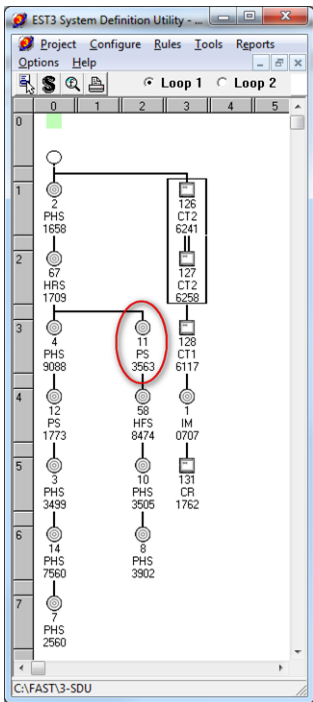 EST3 System Definition Utility - ...
Project Configure Rules Tools Reports
Options Help
Loop 1 Loop 2
0 1 2 3 4 5
0
1
2
PHS
1658
126
CT2
6241
2
67
HRS
1709
127
CT2
6258
3
4
PHS
9088
11
PS
3563
128
CT1
6117
4
12
PS
1773
58
HFS
8474
1
IM
0707
5
3
PHS
3499
10
PHS
3505
131
CR
1762
6
14
PHS
7560
8
PHS
3902
7
7
PHS
2560
C:\FAST\3-SDU